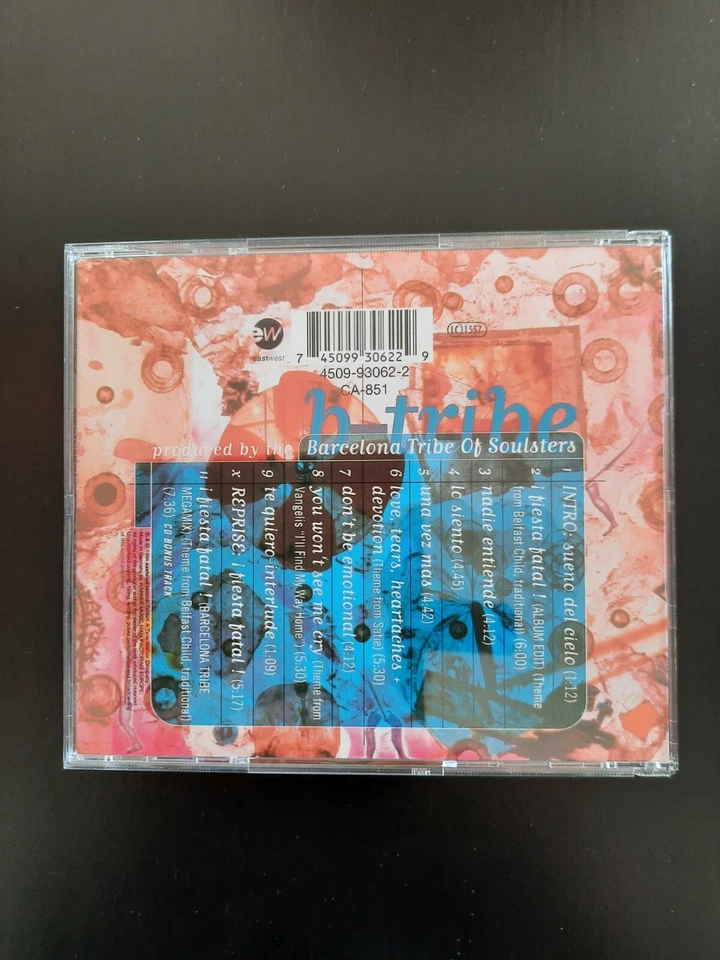 ew
eastwest
7 45099 30622 9
4509-93062-2
CA-851
LC 1557
b-tribe
produced by the Barcelona Tribe Of Soulsters
1 INTRO: sueno del cielo (1:12)
2 ¡ fiesta fatal ! (ALBUM EDIT) (Theme
from Belfast Child, traditional) (6:00)
3 nadie entiende (4:12)
4 lo siento (4:45)
5 una vez mas (4:42)
6 love, tears, heartaches +
devotion (Theme from Satie) (5:30)
7 don't be emotional (4:12)
8 you won't see me cry (Theme from
Vangelis "I'll Find My Way Home") (5:30)
9 te quiero-interlude (1:09)
x REPRISE: ¡ fiesta fatal ! (5:17)
11 ¡ fiesta fatal ! (BARCELONA TRIBE
MEGAMIX, (Theme from Belfast Child, traditional)
(7:36) CD BONUS TRACK